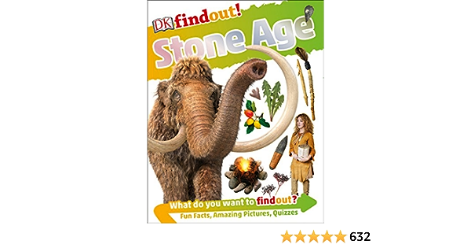 DK findout!
Stone Age
What do you want to findout?
Fun Facts, Amazing Pictures, Quizzes
632